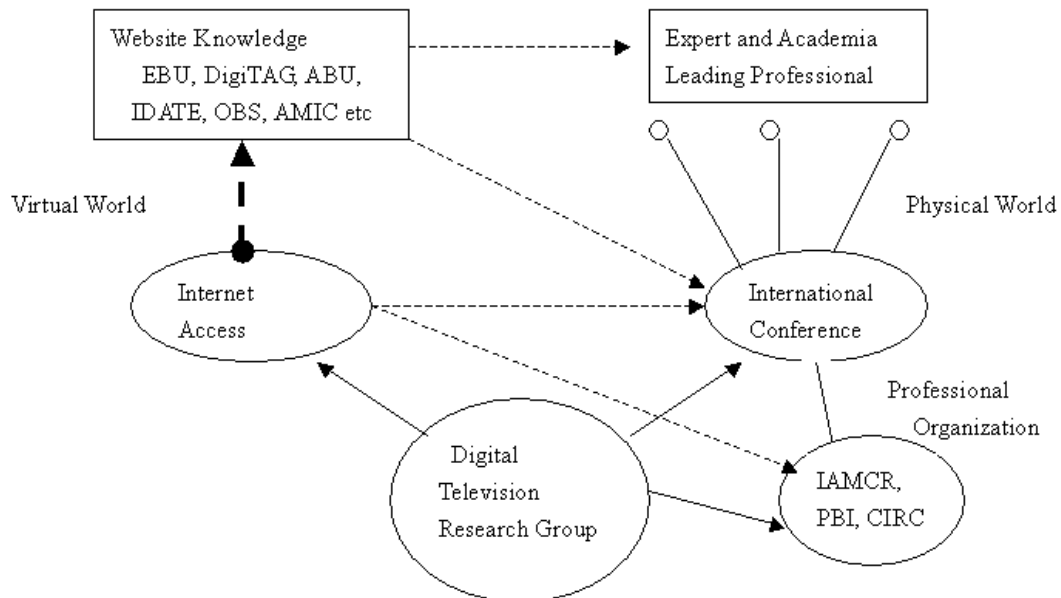 Website Knowledge
EBU, DigiTAG, ABU,
IDATE, OBS, AMIC etc
Expert and Academia
Leading Professional
Virtual World
Physical World
Internet
Access
International
Conference
Professional
Organization
Digital
Television
Research Group
IAMCR,
PBI, CIRC